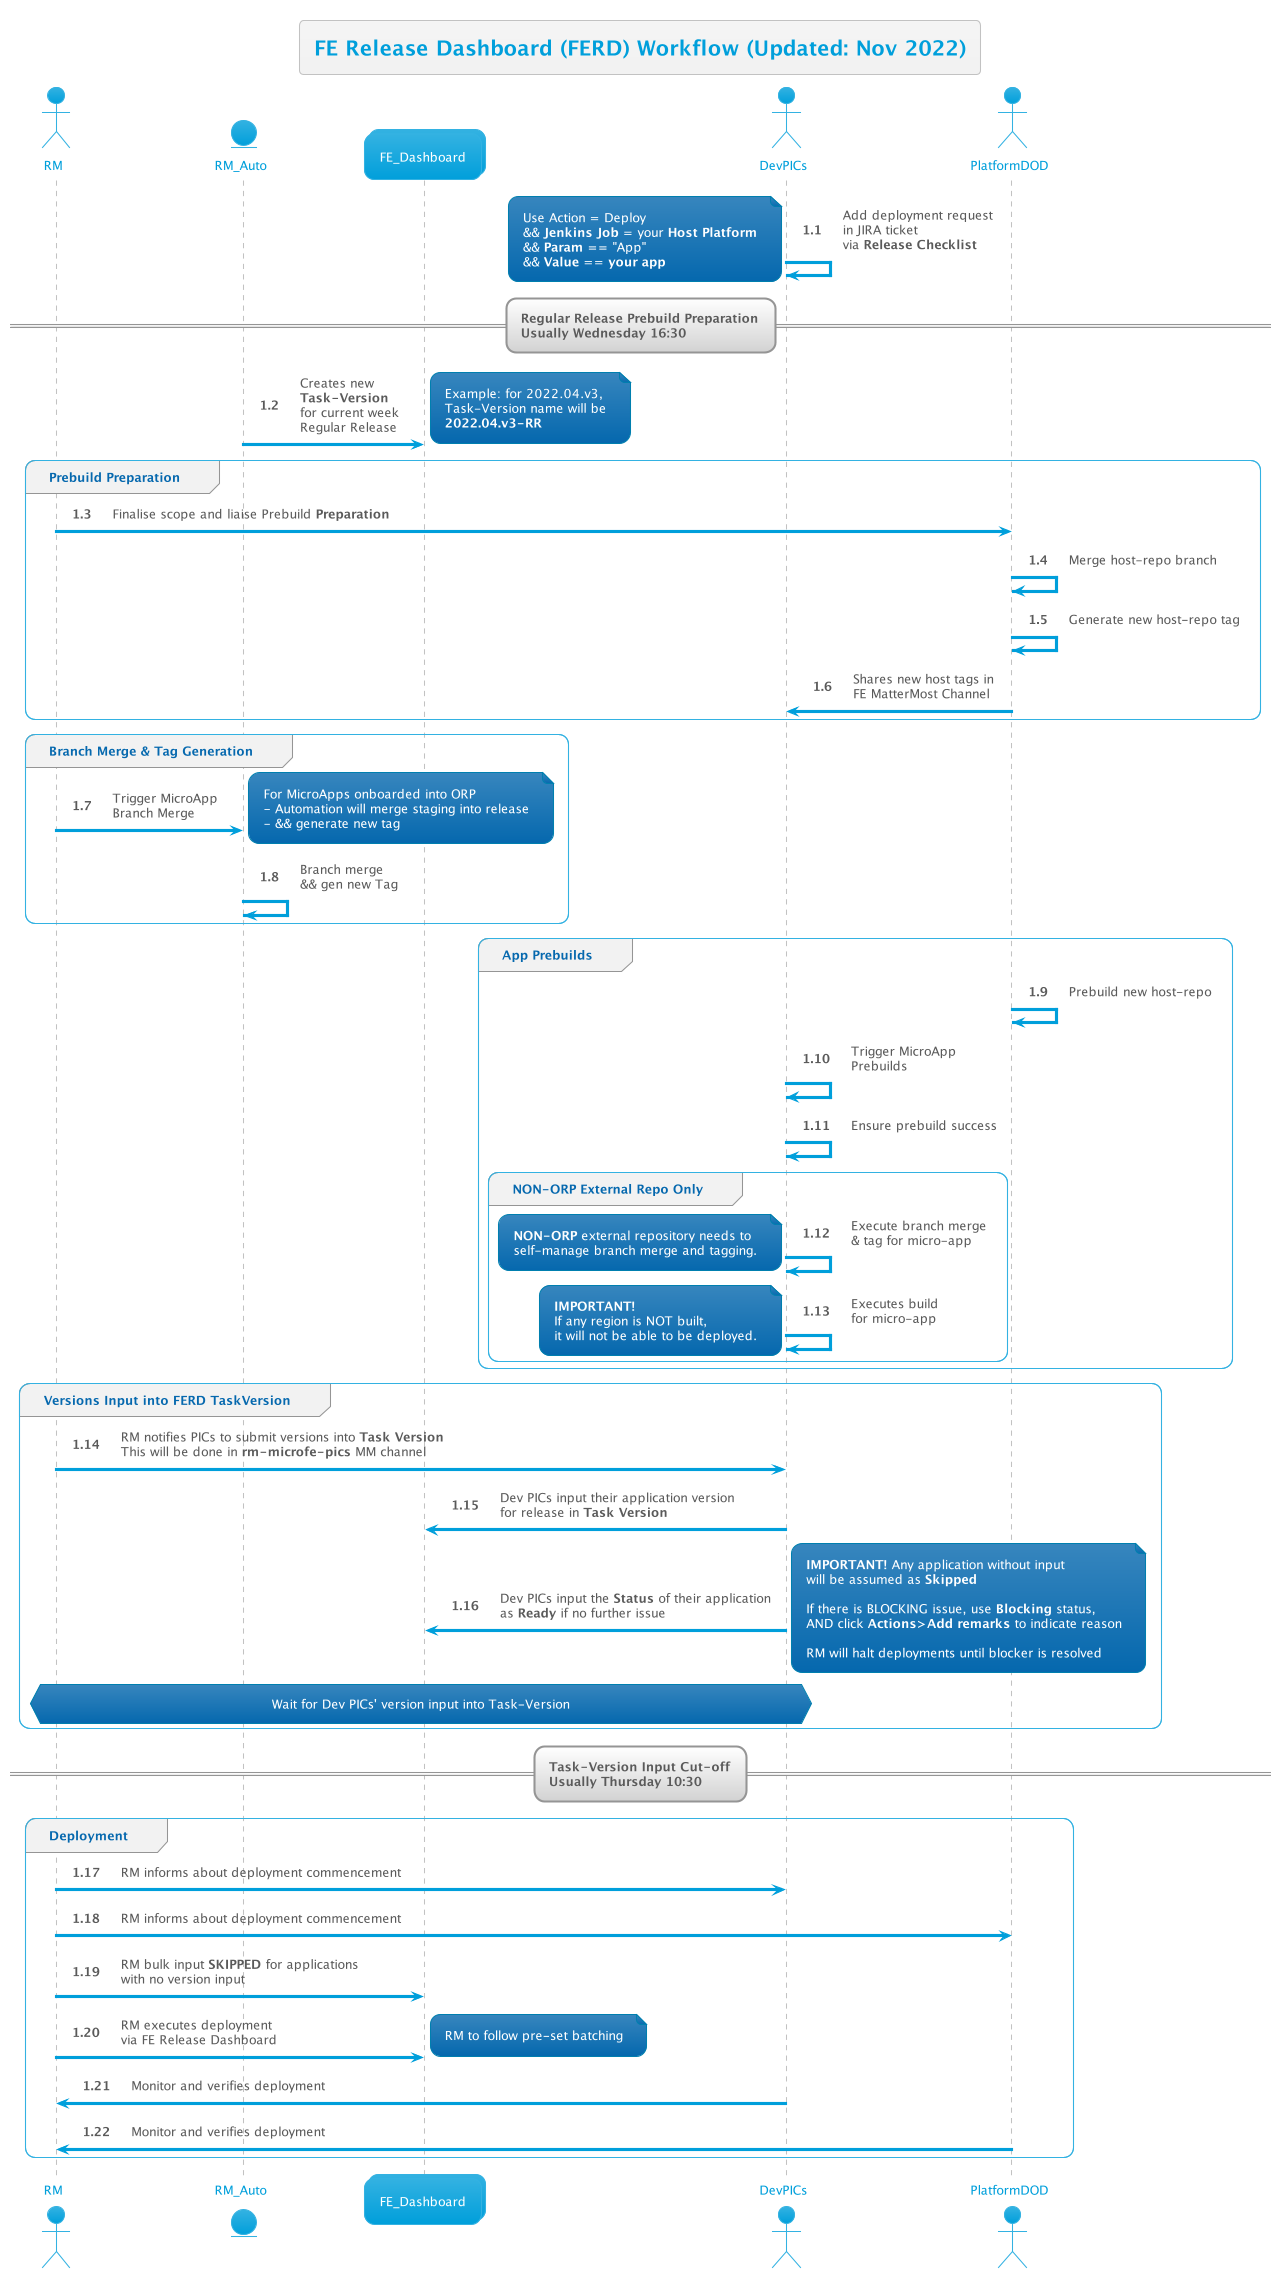 FE Release Dashboard (FERD) Workflow (Updated: Nov 2022)
RM
RM_Auto
FE_Dashboard
DevPICs
PlatformDOD
Use Action = Deploy
&& Jenkins Job = your Host Platform
&& Param == "App"
&& Value == your app
1.1
Add deployment request
in JIRA ticket
via Release Checklist
Regular Release Prebuild Preparation
Usually Wednesday 16:30
1.2
Creates new
Task-Version
for current week
Regular Release
Example: for 2022.04.v3,
Task-Version name will be
2022.04.v3-RR
Prebuild Preparation
1.3 Finalise scope and liaise Prebuild Preparation
1.4 Merge host-repo branch
1.5 Generate new host-repo tag
1.6
Shares new host tags in
FE MatterMost Channel
Branch Merge & Tag Generation
1.7
Trigger MicroApp
Branch Merge
For MicroApps onboarded into ORP
- Automation will merge staging into release
- && generate new tag
1.8
Branch merge
&& gen new Tag
App Prebuilds
1.9 Prebuild new host-repo
1.10
Trigger MicroApp
Prebuilds
1.11 Ensure prebuild success
NON-ORP External Repo Only
NON-ORP external repository needs to
self-manage branch merge and tagging.
1.12
Execute branch merge
& tag for micro-app
IMPORTANT!
If any region is NOT built,
it will not be able to be deployed.
1.13
Executes build
for micro-app
Versions Input into FERD TaskVersion
1.14
RM notifies PICs to submit versions into Task Version
This will be done in rm-microfe-pics MM channel
1.15
Dev PICs input their application version
for release in Task Version
1.16
Dev PICs input the Status of their application
as Ready if no further issue
IMPORTANT! Any application without input
will be assumed as Skipped
If there is BLOCKING issue, use Blocking status,
AND click Actions>Add remarks to indicate reason
RM will halt deployments until blocker is resolved
Wait for Dev PICs' version input into Task-Version
Task-Version Input Cut-off
Usually Thursday 10:30
Deployment
1.17 RM informs about deployment commencement
1.18 RM informs about deployment commencement
1.19
RM bulk input SKIPPED for applications
with no version input
1.20
RM executes deployment
via FE Release Dashboard
RM to follow pre-set batching
1.21 Monitor and verifies deployment
1.22 Monitor and verifies deployment
RM
RM_Auto
FE_Dashboard
DevPICs
PlatformDOD